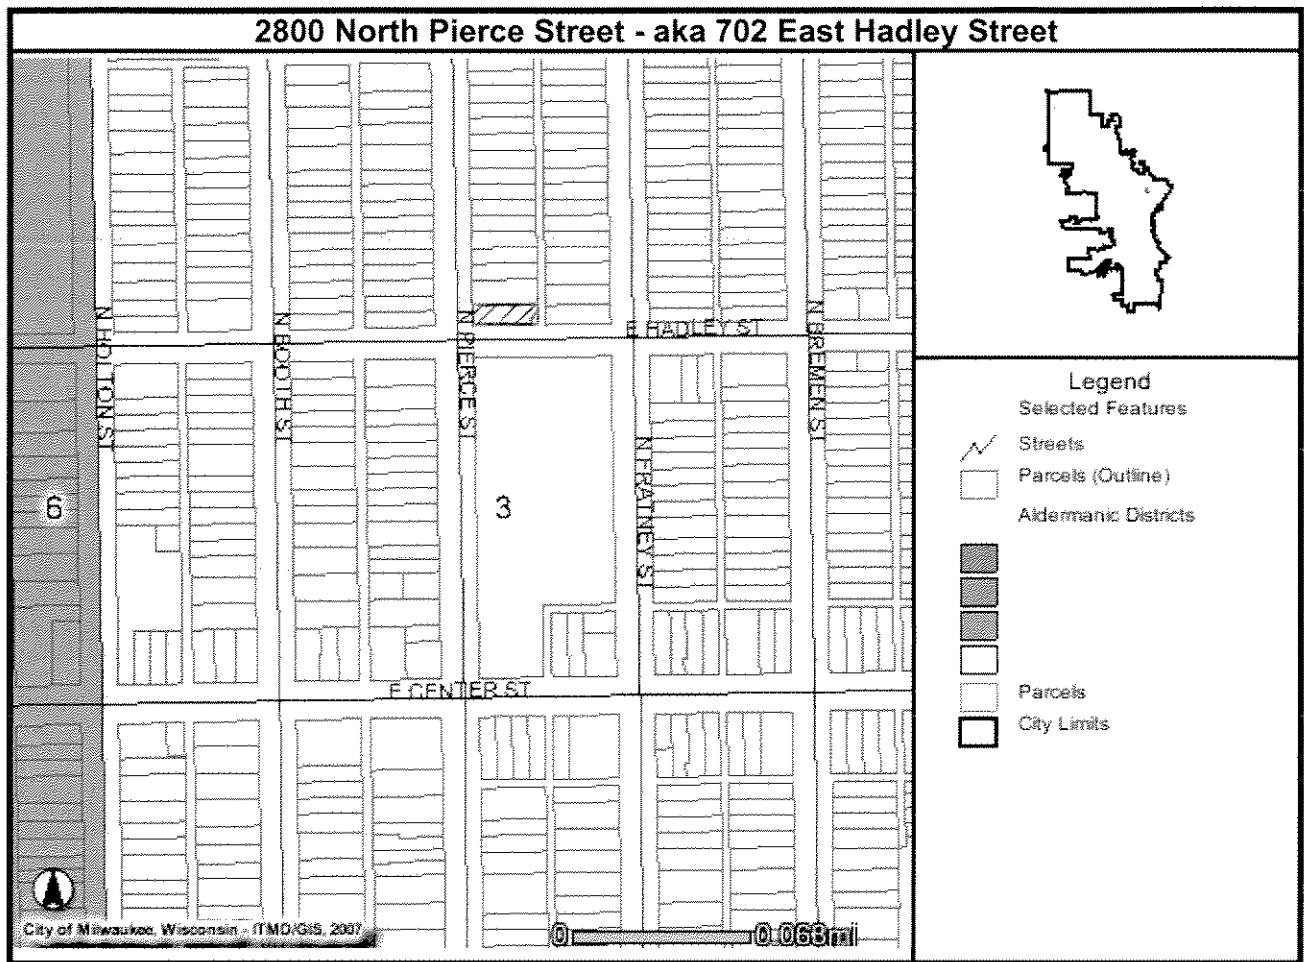 2800 North Pierce Street - aka 702 East Hadley Street
N HOLTON ST
N BOOTH ST
N PIERCE ST
E HADLEY ST
N BREMEN ST
N FRATNEY ST
6
3
E CENTER ST
City of Milwaukee, Wisconsin - ITMD/GIS, 2007
0
0.068mi
Legend
Selected Features
Streets
Parcels (Outline)
Aldermanic Districts
Parcels
City Limits